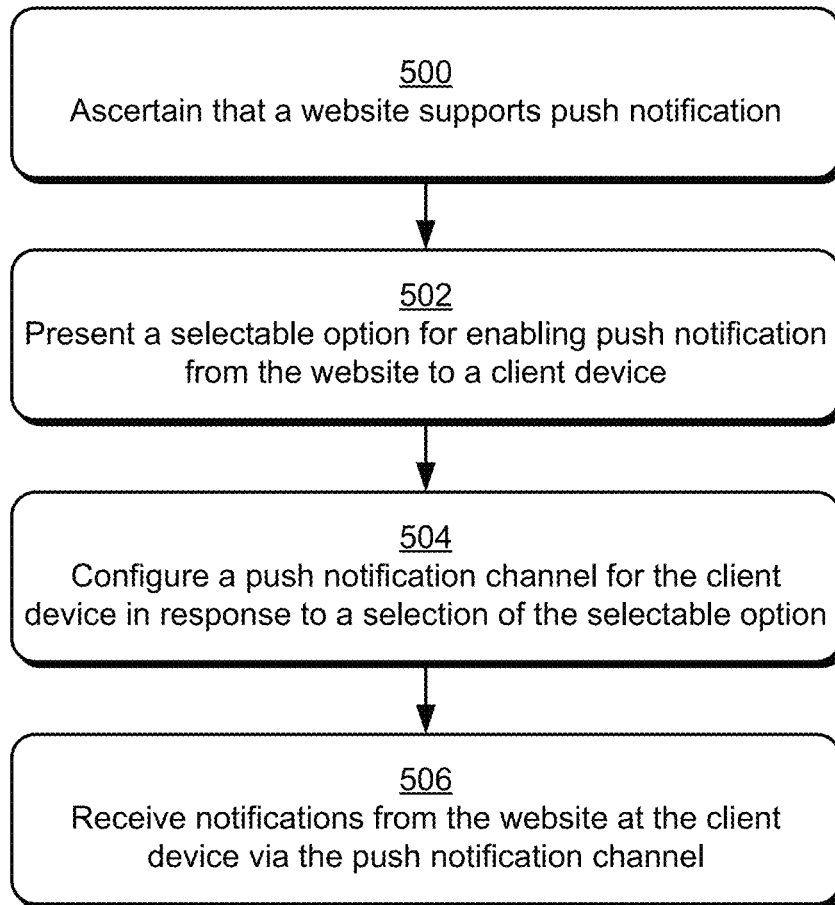 500
Ascertain that a website supports push notification
502
Present a selectable option for enabling push notification
from the website to a client device
504
Configure a push notification channel for the client
device in response to a selection of the selectable option
506
Receive notifications from the website at the client
device via the push notification channel